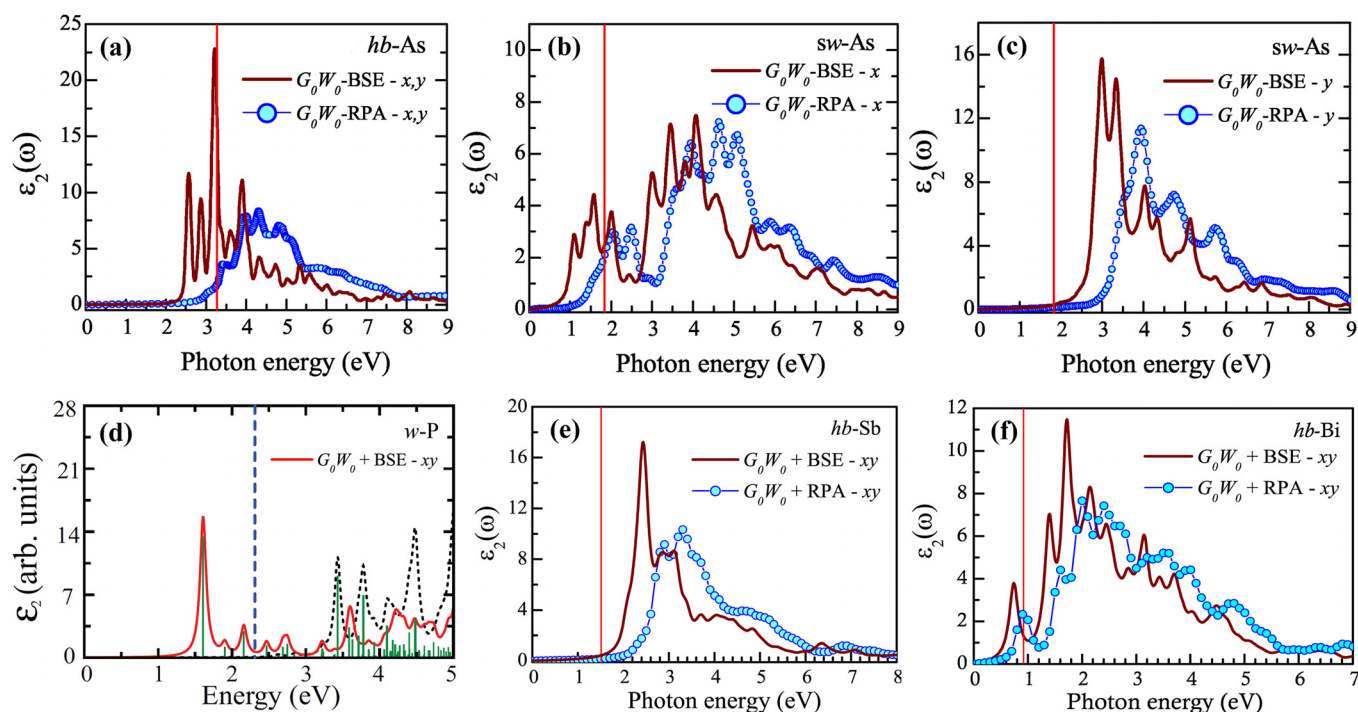 (a)
hb-As
G₀W₀-BSE - x,y
G₀W₀-RPA - x,y
25
20
15
10
5
0
ε₂(ω)
0 1 2 3 4 5 6 7 8 9
Photon energy (eV)
(b)
sw-As
G₀W₀-BSE - x
G₀W₀-RPA - x
10
8
6
4
2
0
ε₂(ω)
0 1 2 3 4 5 6 7 8 9
Photon energy (eV)
(c)
sw-As
G₀W₀-BSE - y
G₀W₀-RPA - y
16
12
8
4
0
ε₂(ω)
0 1 2 3 4 5 6 7 8 9
Photon energy (eV)
(d)
w-P
G₀W₀ + BSE - xy
28
21
14
7
0
ε₂ (arb. units)
0 1 2 3 4 5
Energy (eV)
(e)
hb-Sb
G₀W₀ + BSE - xy
G₀W₀ + RPA - xy
20
16
12
8
4
0
ε₂(ω)
0 1 2 3 4 5 6 7 8
Photon energy (eV)
(f)
hb-Bi
G₀W₀ + BSE - xy
G₀W₀ + RPA - xy
12
10
8
6
4
2
0
ε₂(ω)
0 1 2 3 4 5 6 7
Photon energy (eV)